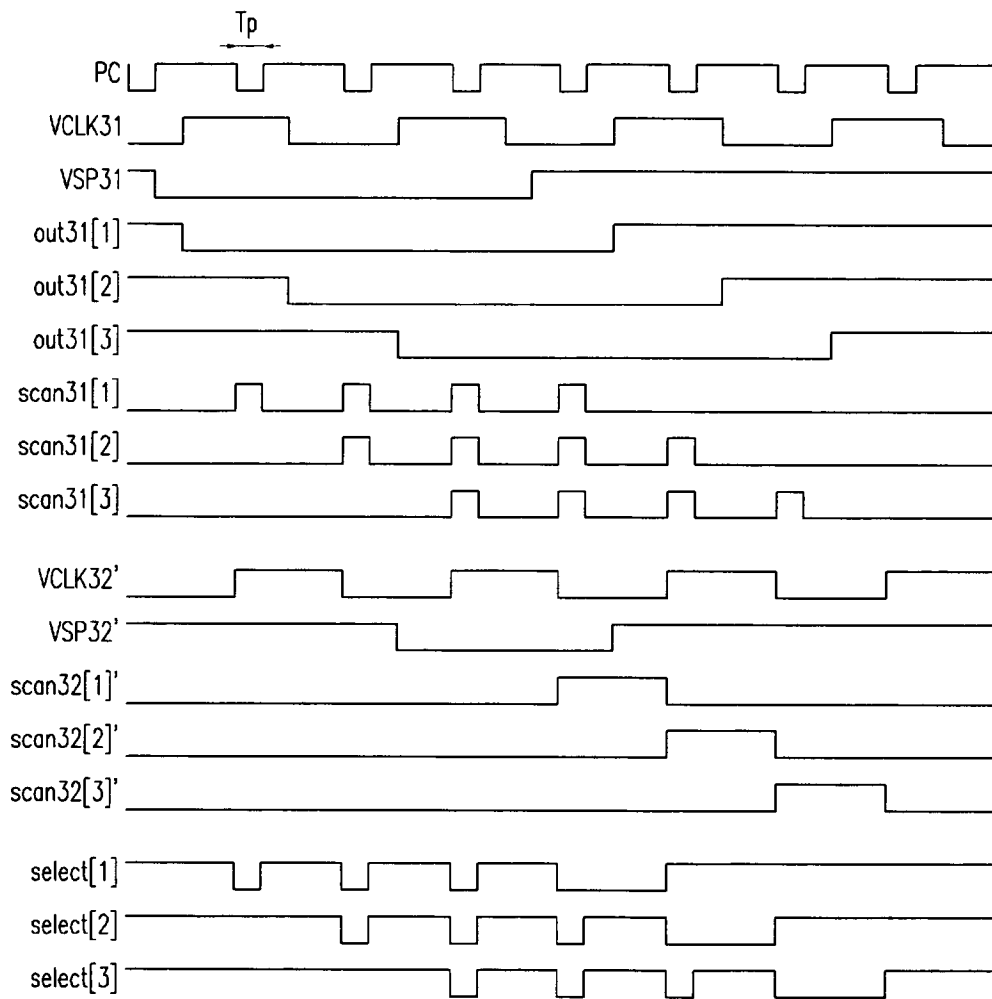 Tp
PC
VCLK31
VSP31
out31[1]
out31[2]
out31[3]
scan31[1]
scan31[2]
scan31[3]
VCLK32'
VSP32'
scan32[1]'
scan32[2]'
scan32[3]'
select[1]
select[2]
select[3]